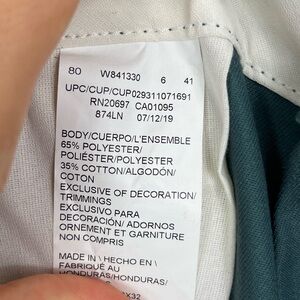 80 W841330 6 41
UPC/CUP/CUP029311071691
RN20697 CA01095
874LN 07/12/19
BODY/CUERPO/L'ENSEMBLE
65% POLYESTER/
POLIÉSTER/POLYESTER
35% COTTON/ALGODÓN/
COTON
EXCLUSIVE OF DECORATION/
TRIMMINGS
EXCLUSIVO PARA
DECORACIÓN/ ADORNOS
ORNÉMENT ET GARNITURE
NON COMPRIS
MADE IN \ HECHO EN \
FABRIQUÉ AU
HONDURAS/HONDURAS/
X32